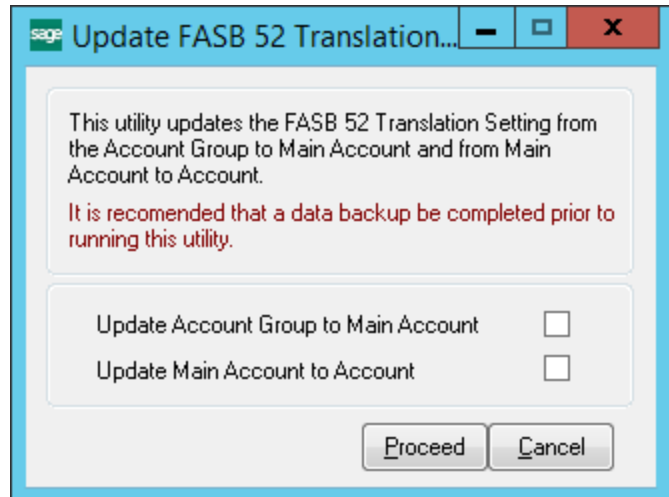 sage Update FASB 52 Translation...
This utility updates the FASB 52 Translation Setting from
the Account Group to Main Account and from Main
Account to Account.
It is recomended that a data backup be completed prior to
running this utility.
Update Account Group to Main Account
Update Main Account to Account
Proceed Cancel